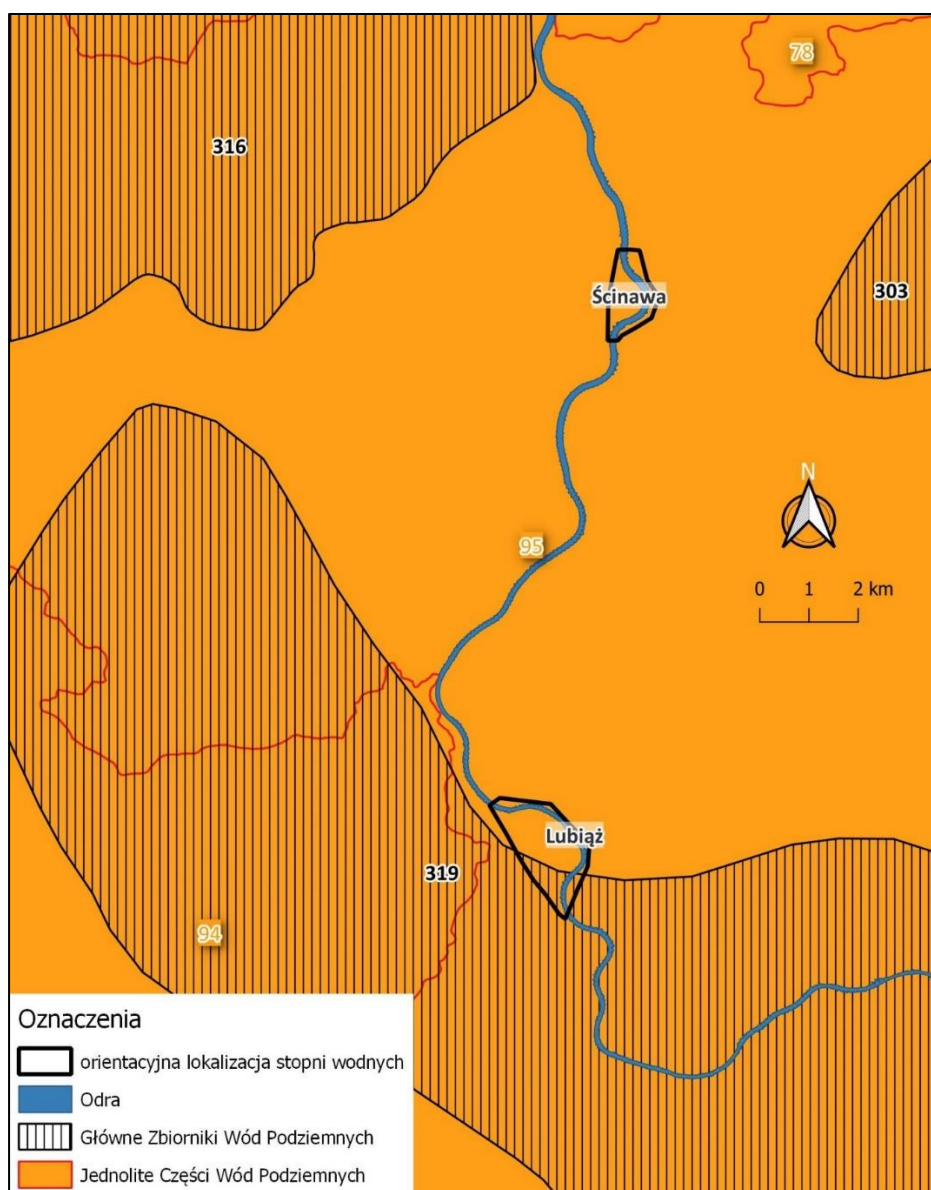 78
316
Ścinawa
303
N
95
0 1 2 km
Lubiąż
319
94
Oznaczenia
orientacyjna lokalizacja stopni wodnych
Odra
Główne Zbiorniki Wód Podziemnych
Jednolite Części Wód Podziemnych